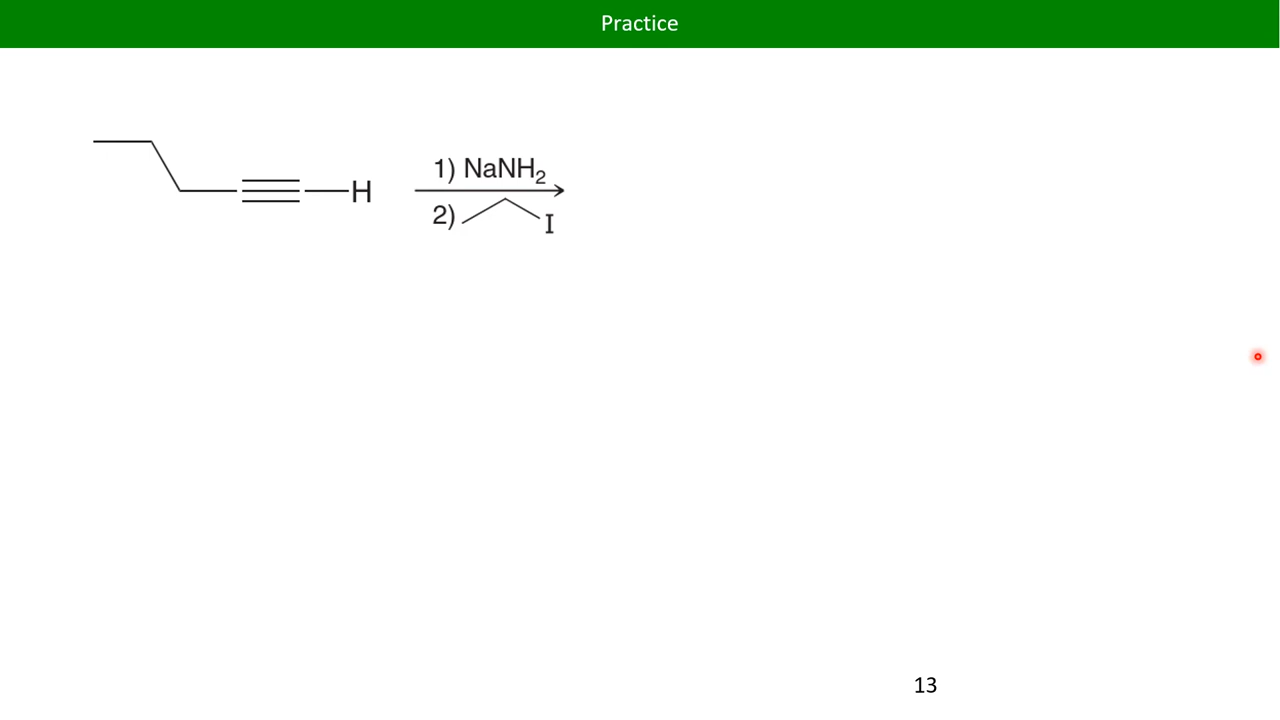 Practice
H
1) NaNH₂
2) I
13